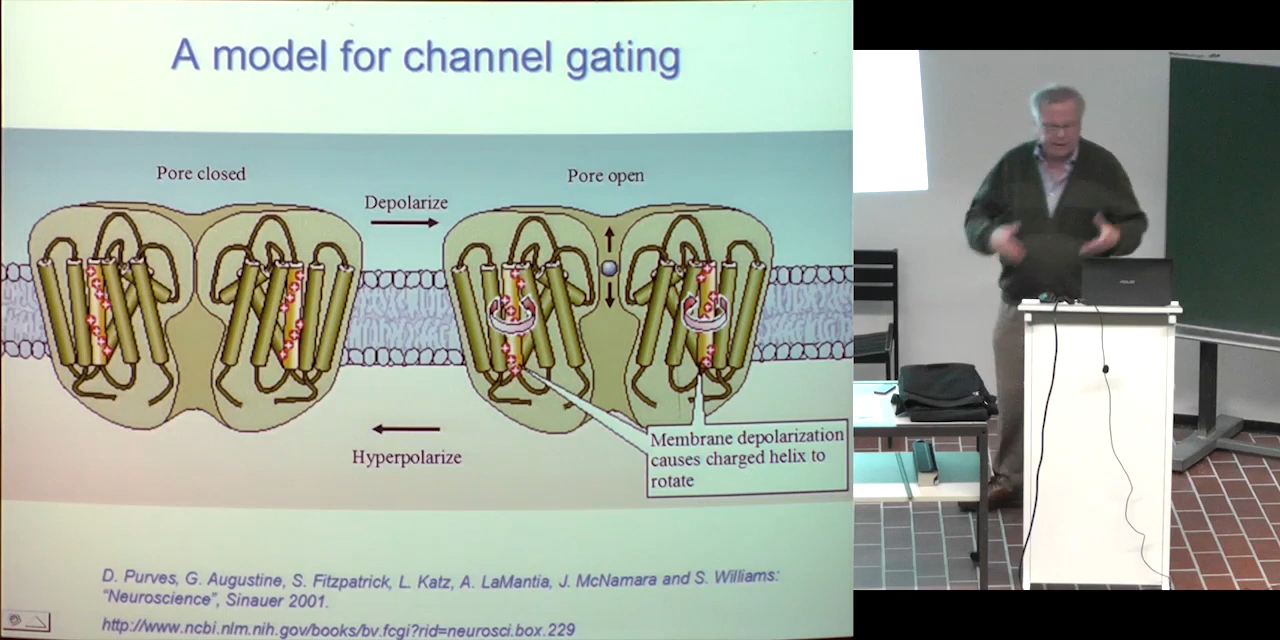 A model for channel gating
Pore closed
Pore open
Depolarize
Hyperpolarize
Membrane depolarization
causes charged helix to
rotate
D. Purves, G. Augustine, S. Fitzpatrick, L. Katz, A. LaMantia, J. McNamara and S. Williams:
"Neuroscience", Sinauer 2001.
http://www.ncbi.nlm.nih.gov/books/bv.fcgi?rid=neurosci.box.229
ASUS